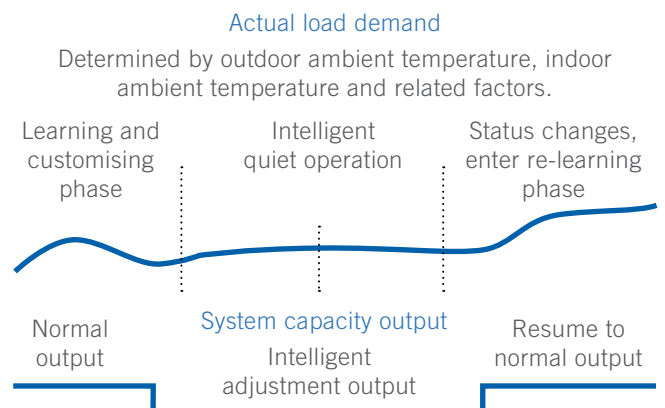 Actual load demand
Determined by outdoor ambient temperature, indoor
ambient temperature and related factors.
Learning and
customising
phase
Intelligent
quiet operation
Status changes,
enter re-learning
phase
Normal
output
System capacity output
Intelligent
adjustment output
Resume to
normal output